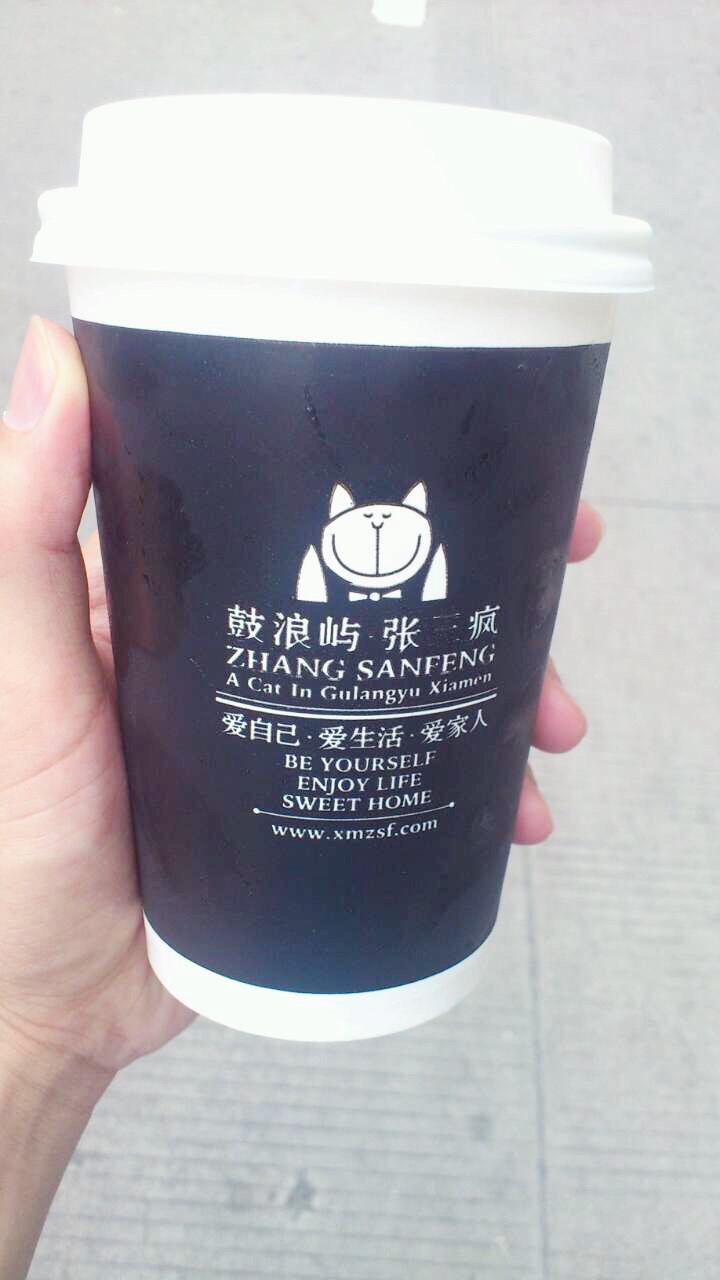 鼓浪屿·张三疯
ZHANG SANFENG
A Cat In Gulangyu Xiamen
爱自己·爱生活·爱家人
BE YOURSELF
ENJOY LIFE
SWEET HOME
www.xmzsf.com